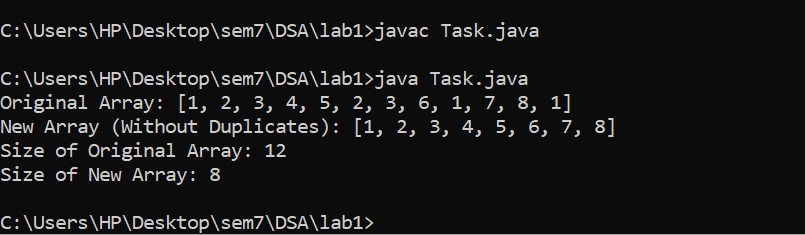 C:\Users\HP\Desktop\sem7\DSA\lab1>javac Task.java
C:\Users\HP\Desktop\sem7\DSA\lab1>java Task.java
Original Array: [1, 2, 3, 4, 5, 2, 3, 6, 1, 7, 8, 1]
New Array (Without Duplicates): [1, 2, 3, 4, 5, 6, 7, 8]
Size of Original Array: 12
Size of New Array: 8
C:\Users\HP\Desktop\sem7\DSA\lab1>